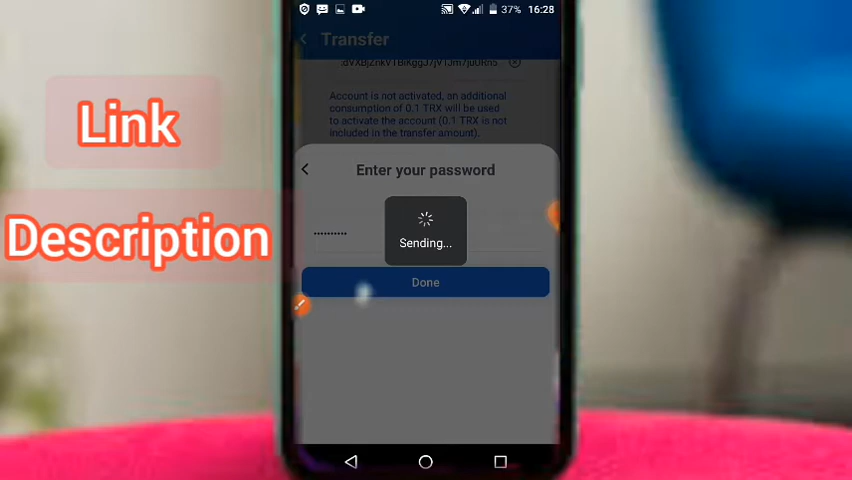 37% 16:28
Transfer
Account is not activated, an additional
consumption of 0.1 TRX will be used
to activate the account (0.1 TRX is not
included in the transfer amount).
Link
Enter your password
Sending...
Description
Done